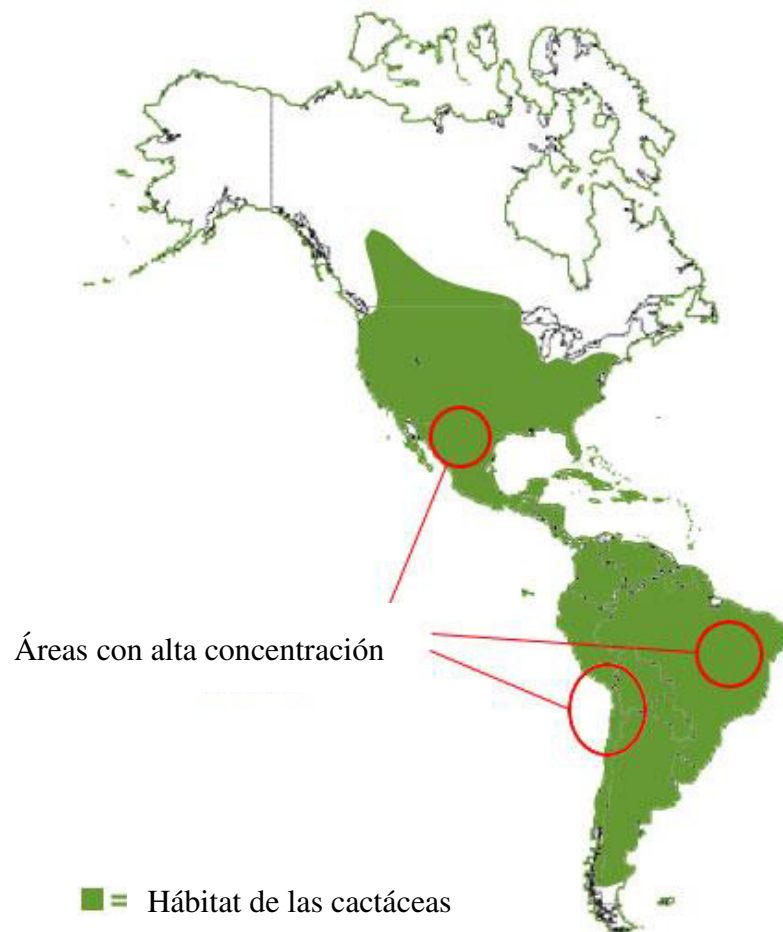 Áreas con alta concentración
= Hábitat de las cactáceas